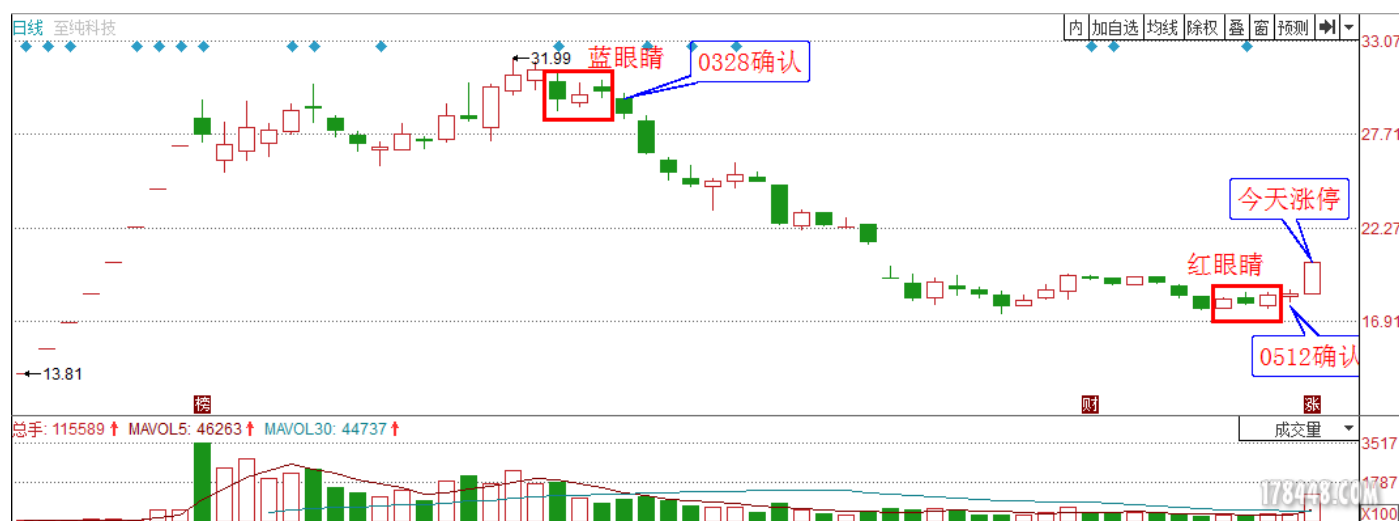 日线 至纯科技
内 加自选 均线 除权 叠 窗 预测
33.07
31.99
蓝眼睛
0328确认
27.71
今天涨停
22.27
红眼睛
16.91
0512确认
13.81
榜 财 涨
总手: 115589 MAVOL5: 46263 MAVOL30: 44737
成交量
3517
1787
178448.COM
X100